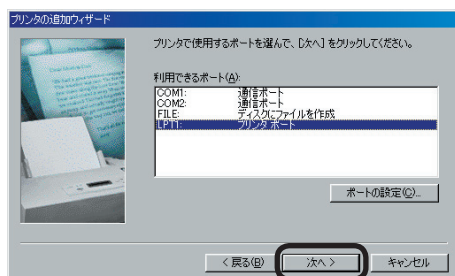 プリンタの追加ウィザード
プリンタで使用するポートを選んで、[次へ] をクリックしてください。
利用できるポート(A):
COM1: 通信ポート
COM2: 通信ポート
FILE: ディスクにファイルを作成
LPT1: プリンタ ポート
ポートの設定(C)...
< 戻る(B) 次へ > キャンセル